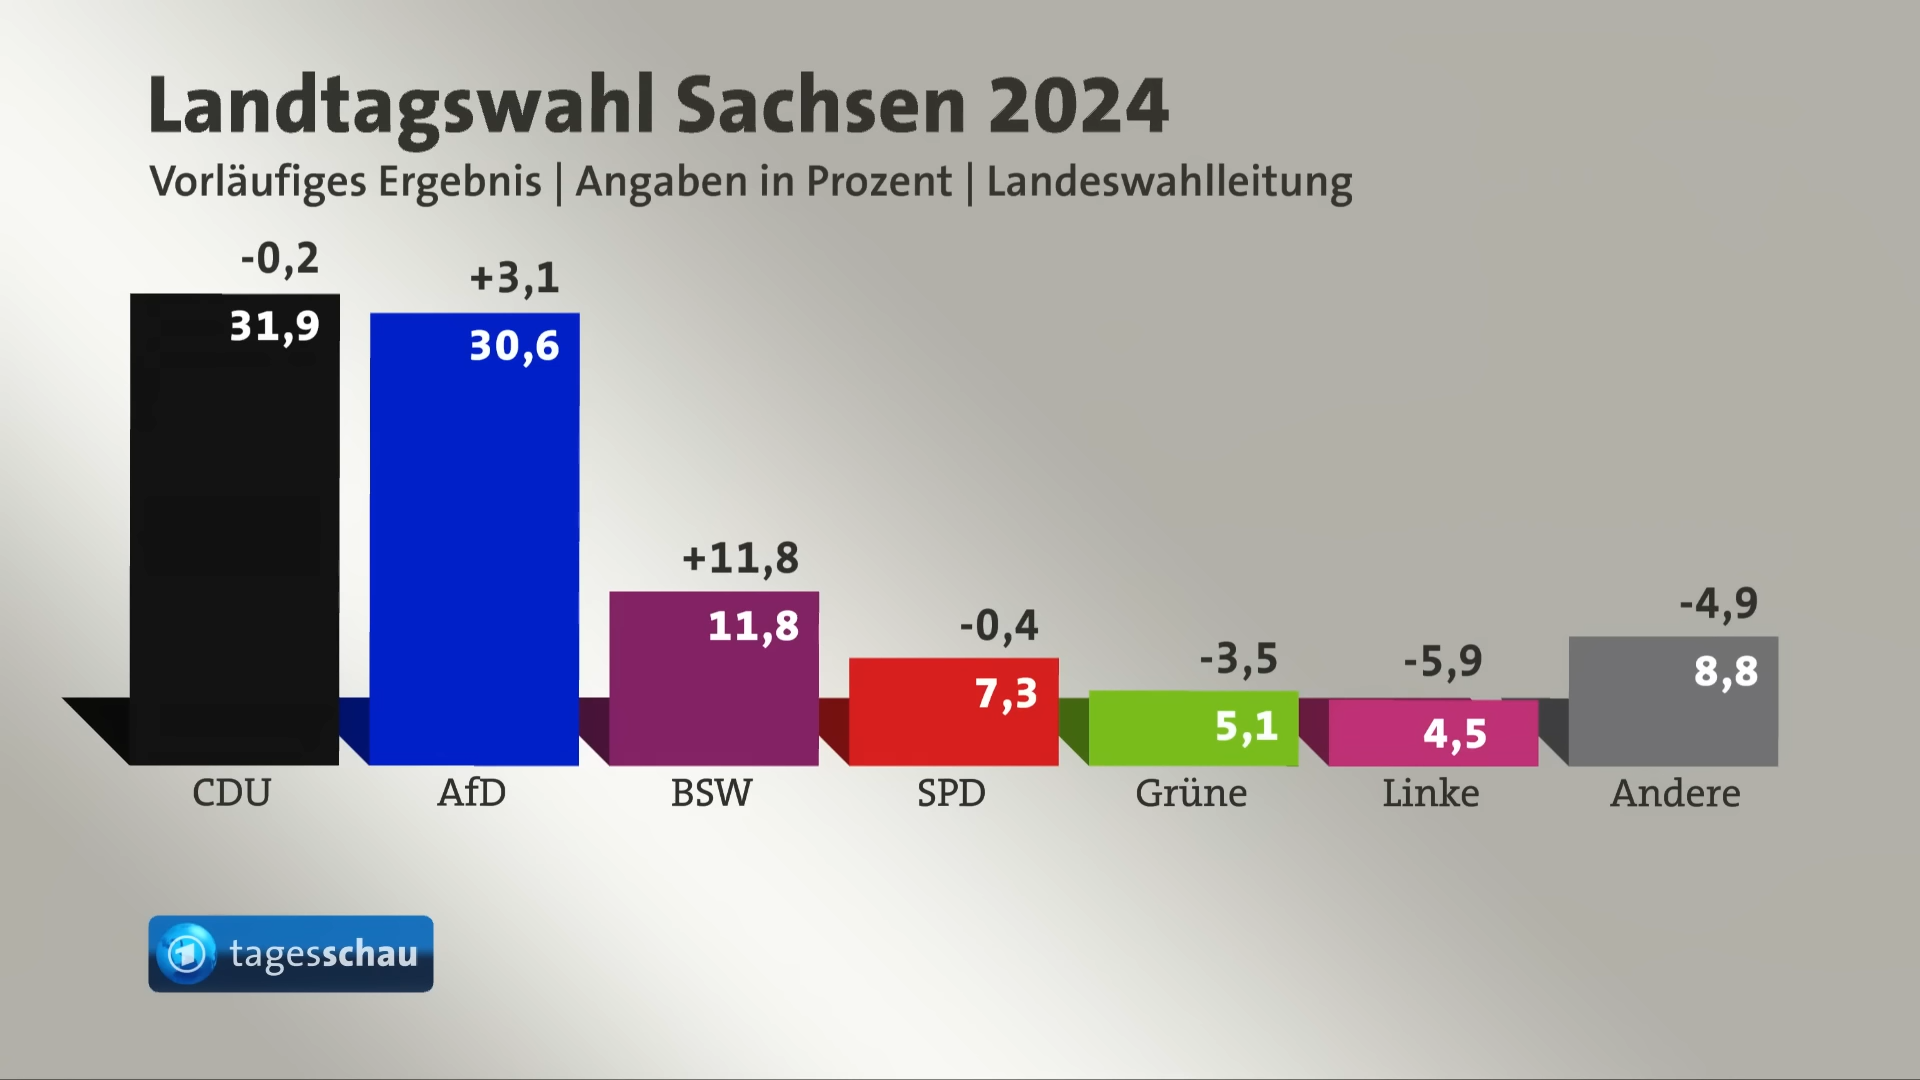 Landtagswahl Sachsen 2024
Vorläufiges Ergebnis | Angaben in Prozent | Landeswahlleitung
-0,2
31,9
CDU
+3,1
30,6
AfD
+11,8
11,8
BSW
-0,4
7,3
SPD
-3,5
5,1
Grüne
-5,9
4,5
Linke
-4,9
8,8
Andere
1 tagesschau